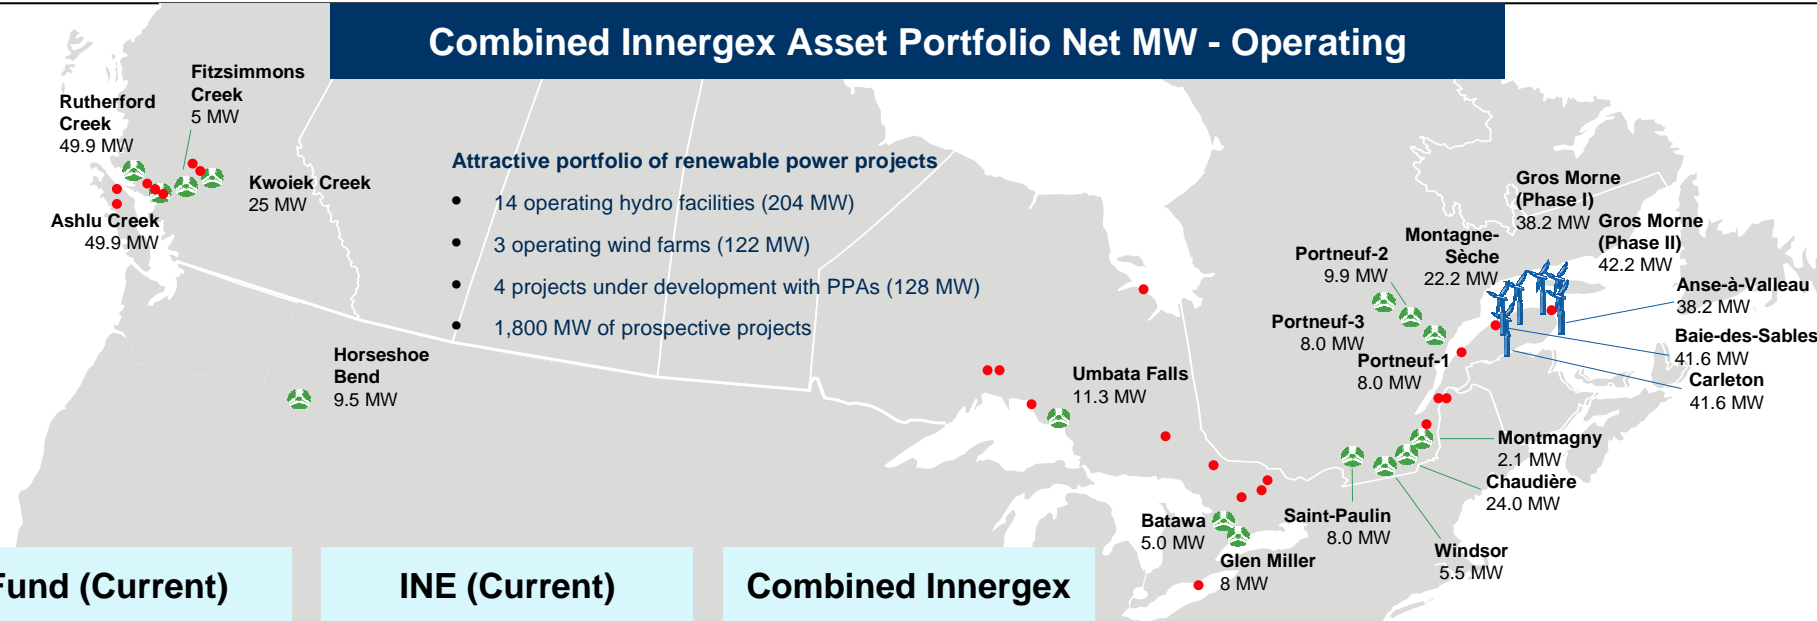 Combined Innergex Asset Portfolio Net MW - Operating
Fitzsimmons
Creek
5 MW
Rutherford
Creek
49.9 MW
Kwoiek Creek
25 MW
Ashlu Creek
49.9 MW
Attractive portfolio of renewable power projects
• 14 operating hydro facilities (204 MW)
• 3 operating wind farms (122 MW)
• 4 projects under development with PPAs (128 MW)
• 1,800 MW of prospective projects
Horseshoe
Bend
9.5 MW
Umbata Falls
11.3 MW
Gros Morne
(Phase I)
38.2 MW
Gros Morne
(Phase II)
42.2 MW
Montagne-
Sèche
22.2 MW
Portneuf-2
9.9 MW
Anse-à-Valleau
38.2 MW
Portneuf-3
8.0 MW
Baie-des-Sables
41.6 MW
Portneuf-1
8.0 MW
Carleton
41.6 MW
Montmagny
2.1 MW
Chaudière
24.0 MW
Saint-Paulin
8.0 MW
Windsor
5.5 MW
Batawa
5.0 MW
Glen Miller
8 MW
Fund (Current)
INE (Current)
Combined Innergex